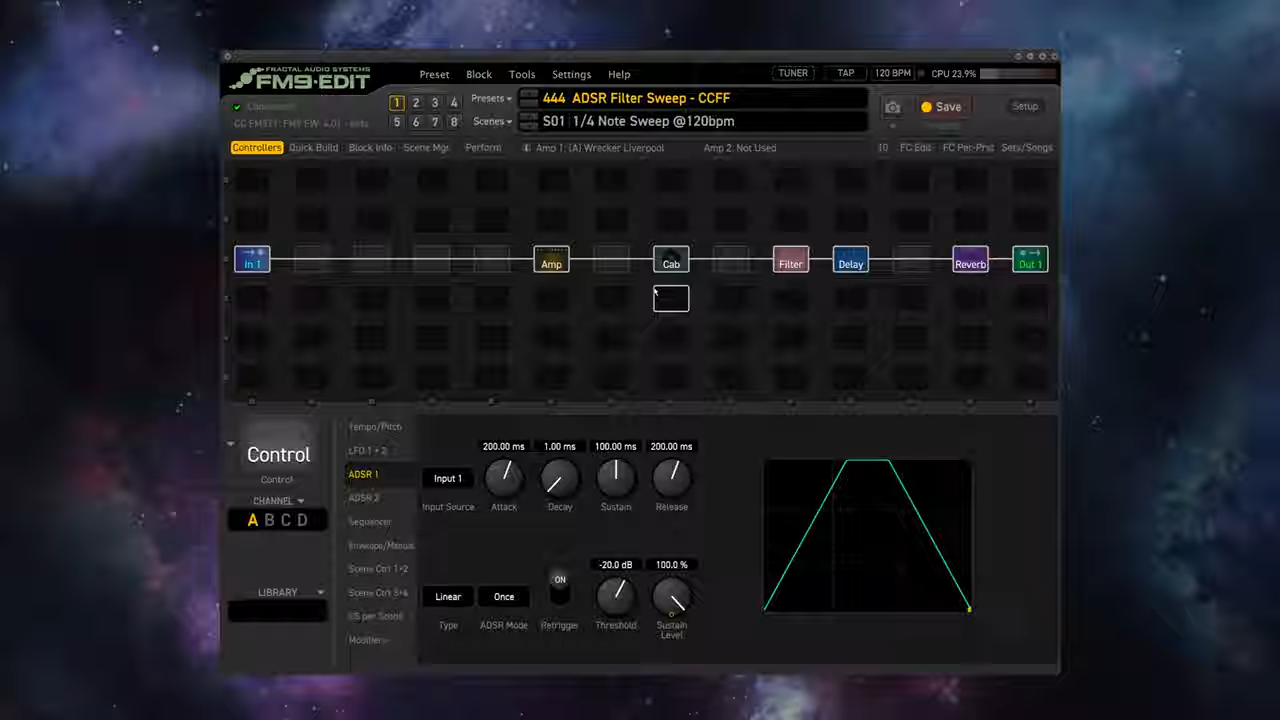 FRACTAL AUDIO SYSTEMS
FM9-EDIT
Preset Block Tools Settings Help
TUNER TAP 120 BPM CPU 23.9%
1 2 3 4
5 6 7 8
Presets
Scenes
444 ADSR Filter Sweep - CCFF
S01 1/4 Note Sweep @120bpm
Save
Setup
Controllers Quick Build Block Info Scene Mgr Perform
Amp 1: (A) Wrecker Liverpool Amp 2: Not Used
FC Edit FC Per-Prst Sets/Songs
In 1 Amp Cab Filter Delay Reverb Out 1
Control
Control
CHANNEL
A B C D
LIBRARY
Tempo/Pitch
LFO 1 + 2
ADSR 1
ADSR 2
Sequencer
Envelope/Manual
Scene Ctrl 1+2
Scene Ctrl 3+4
CS per Scene
Modifiers
200.00 ms 1.00 ms 100.00 ms 200.00 ms
Input 1
Input Source Attack Decay Sustain Release
-20.0 dB 100.0 %
ON
Linear Once
Type ADSR Mode Retrigger Threshold Sustain Level